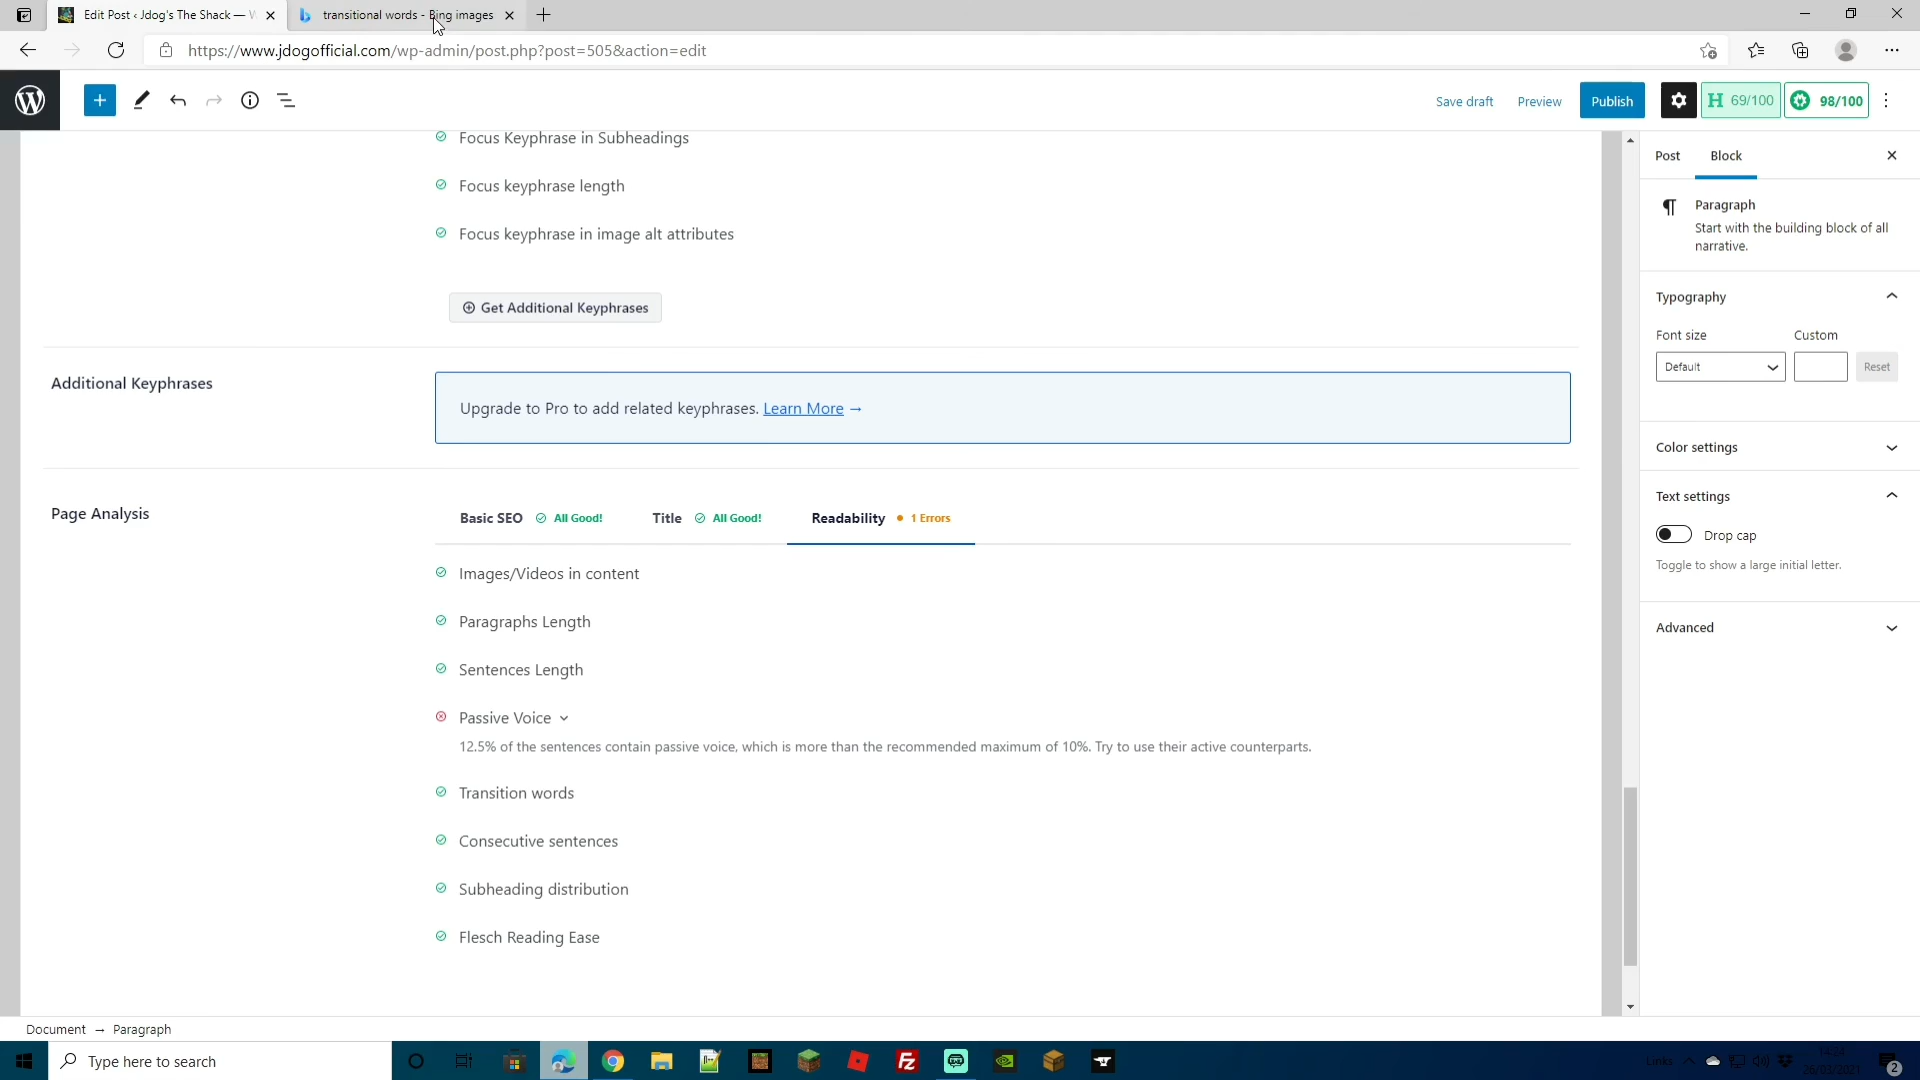 Edit Post ‹ Jdog's The Shack — W
transitional words - Bing images
https://www.jdogofficial.com/wp-admin/post.php?post=505&action=edit
Save draft
Preview
Publish
H 69/100
98/100
Focus Keyphrase in Subheadings
Focus keyphrase length
Focus keyphrase in image alt attributes
Get Additional Keyphrases
Additional Keyphrases
Upgrade to Pro to add related keyphrases. Learn More →
Page Analysis
Basic SEO All Good!
Title All Good!
Readability 1 Errors
Images/Videos in content
Paragraphs Length
Sentences Length
Passive Voice
12.5% of the sentences contain passive voice, which is more than the recommended maximum of 10%. Try to use their active counterparts.
Transition words
Consecutive sentences
Subheading distribution
Flesch Reading Ease
Post
Block
Paragraph
Start with the building block of all
narrative.
Typography
Font size
Custom
Default
Reset
Color settings
Text settings
Drop cap
Toggle to show a large initial letter.
Advanced
Document → Paragraph
Type here to search
Links
26/03/2021
2